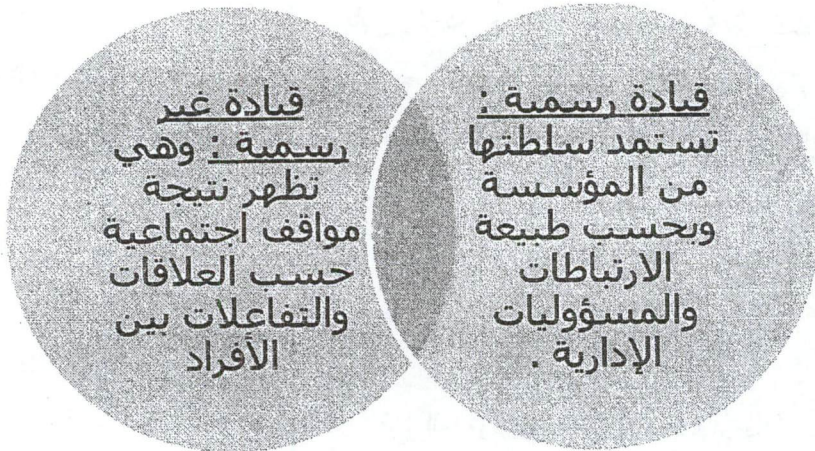 قيادة رسمية :
تستمد سلطتها
من المؤسسة
وبحسب طبيعة
الارتباطات
والمسؤوليات
الإدارية .
قيادة غير
رسمية : وهي
تظهر نتيجة
مواقف اجتماعية
حسب العلاقات
والتفاعلات بين
الأفراد